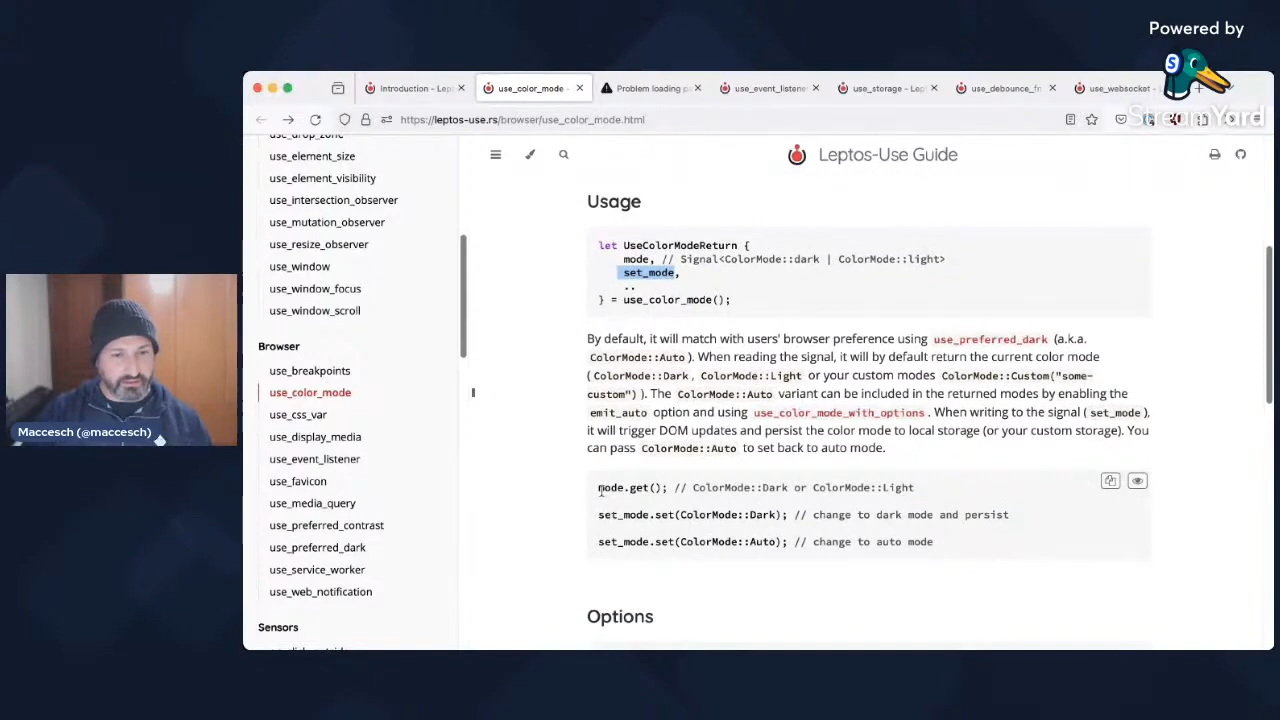 Powered by
StreamYard
Introduction - Lep
use_color_mode -
Problem loading pa
use_event_listene
use_storage - Lep
use_debounce_fn
use_websocket -
https://leptos-use.rs/browser/use_color_mode.html
use_drop_zone
use_element_size
use_element_visibility
use_intersection_observer
use_mutation_observer
use_resize_observer
use_window
use_window_focus
use_window_scroll
Browser
use_breakpoints
use_color_mode
use_css_var
use_display_media
use_event_listener
use_favicon
use_media_query
use_preferred_contrast
use_preferred_dark
use_service_worker
use_web_notification
Sensors
Leptos-Use Guide
Usage
let UseColorModeReturn {
mode, // Signal<ColorMode::dark | ColorMode::light>
set_mode,
..
} = use_color_mode();
By default, it will match with users' browser preference using use_preferred_dark (a.k.a.
ColorMode::Auto). When reading the signal, it will by default return the current color mode
(ColorMode::Dark, ColorMode::Light or your custom modes ColorMode::Custom("some-
custom")). The ColorMode::Auto variant can be included in the returned modes by enabling the
emit_auto option and using use_color_mode_with_options. When writing to the signal (set_mode),
it will trigger DOM updates and persist the color mode to local storage (or your custom storage). You
can pass ColorMode::Auto to set back to auto mode.
mode.get(); // ColorMode::Dark or ColorMode::Light
set_mode.set(ColorMode::Dark); // change to dark mode and persist
set_mode.set(ColorMode::Auto); // change to auto mode
Options
Maccesch (@maccesch)